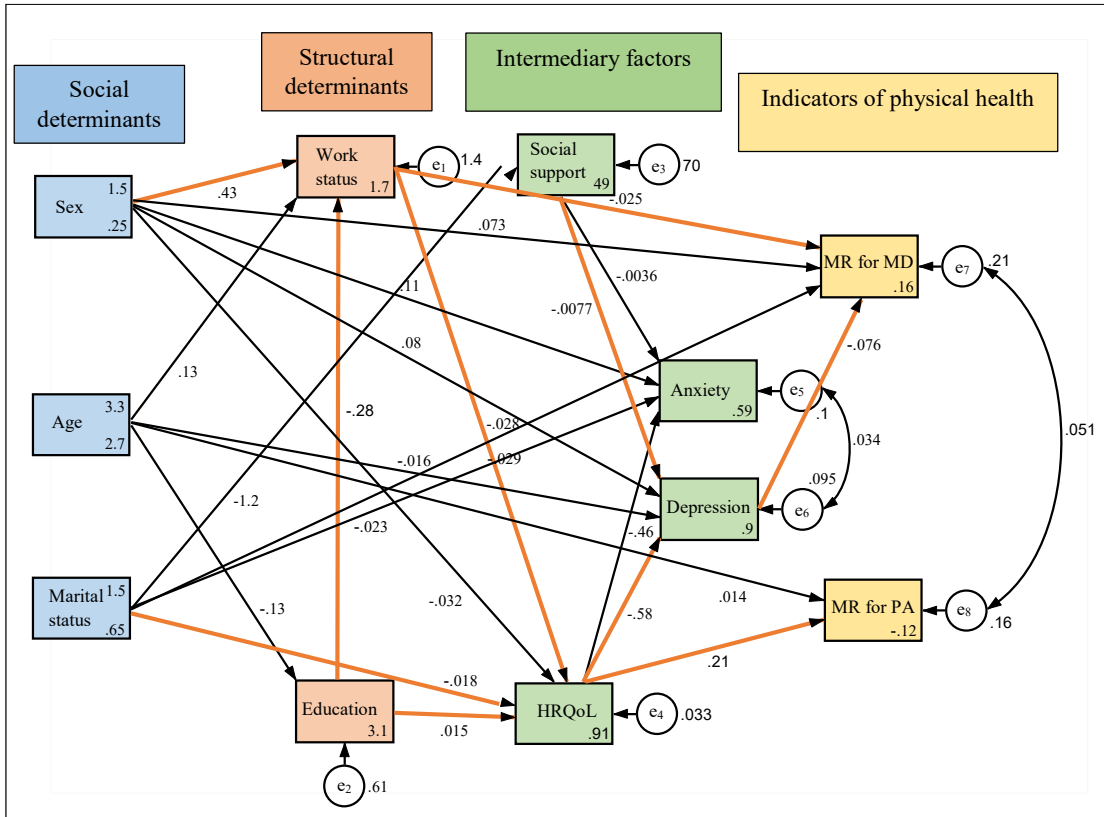 Social
determinants
Structural
determinants
Intermediary factors
Indicators of physical health
Work
status
1.7
e1
1.4
Social
support
49
e3
70
1.5
Sex
.25
.43
-.025
.073
MR for MD
.16
e7
.21
-.0036
.11
-.0077
.08
-.076
.13
-.28
Anxiety
.59
e5
.1
3.3
Age
2.7
-.028
.034
.051
-.029
-.016
.095
-1.2
-.023
-.46
Depression
.9
e6
Marital
status
1.5
.65
-.13
-.032
-.58
.014
MR for PA
-.12
e8
.16
.21
-.018
Education
3.1
.015
HRQoL
.91
e4
.033
e2
.61